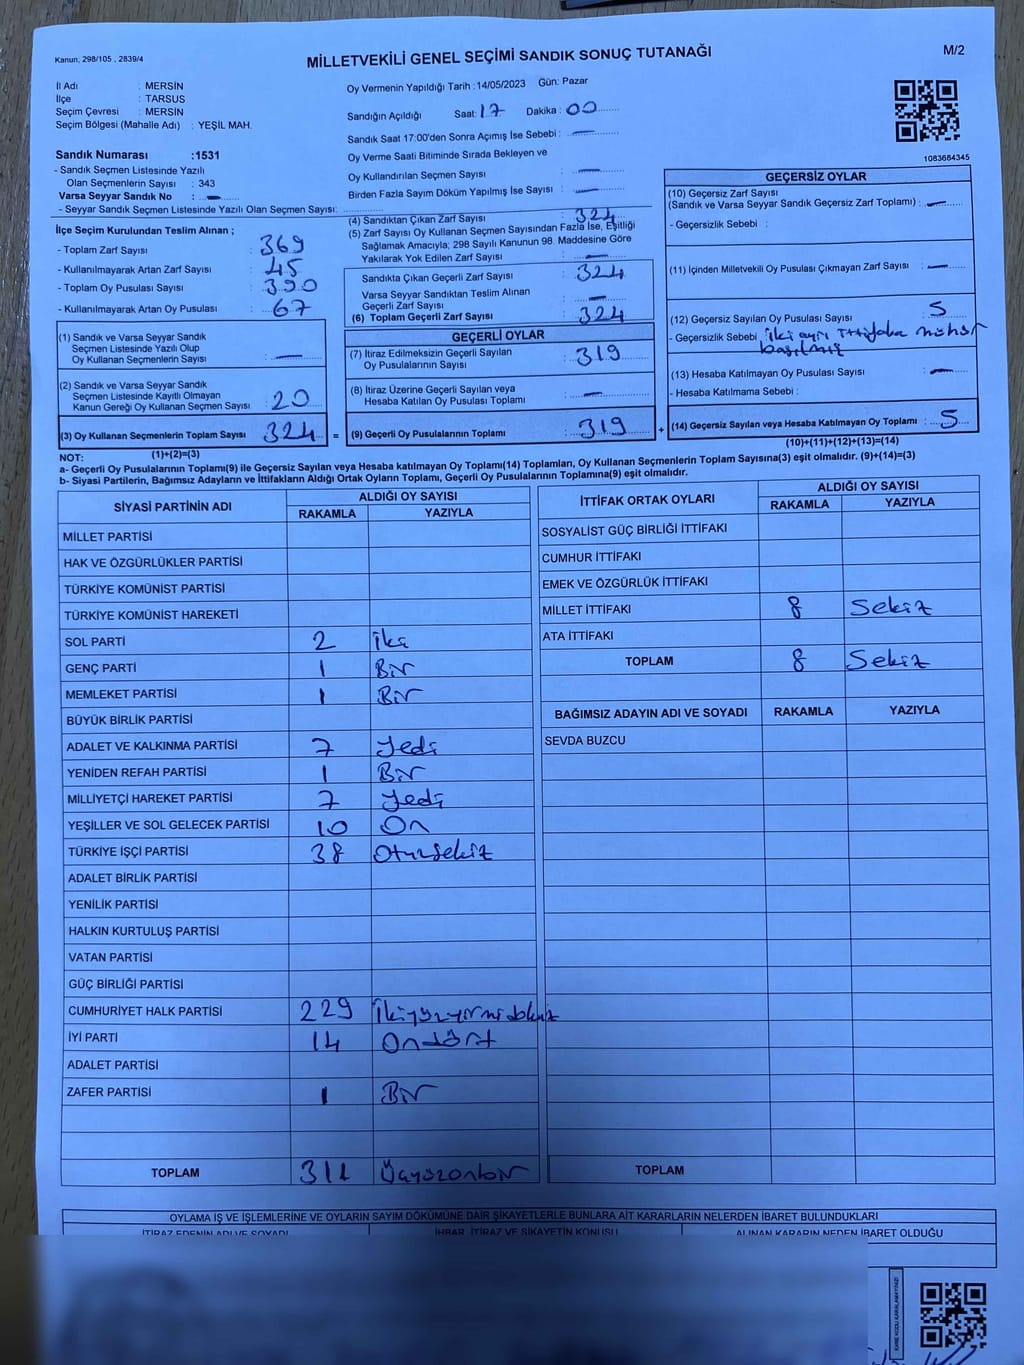 Kanun, 298/105 , 2839/4
MİLLETVEKİLİ GENEL SEÇİMİ SANDIK SONUÇ TUTANAĞI
M/2
İl Adı : MERSİN
İlçe : TARSUS
Seçim Çevresi : MERSİN
Seçim Bölgesi (Mahalle Adı) : YEŞİL MAH.
Sandık Numarası :1531
- Sandık Seçmen Listesinde Yazılı
Olan Seçmenlerin Sayısı : 343
Varsa Seyyar Sandık No : —
- Seyyar Sandık Seçmen Listesinde Yazılı Olan Seçmen Sayısı:
İlçe Seçim Kurulundan Teslim Alınan ;
- Toplam Zarf Sayısı : 369
- Kullanılmayarak Artan Zarf Sayısı : 45
- Toplam Oy Pusulası Sayısı : 390
- Kullanılmayarak Artan Oy Pusulası : 67
(1) Sandık ve Varsa Seyyar Sandık
Seçmen Listesinde Yazılı Olup
Oy Kullanan Seçmenlerin Sayısı : —
(2) Sandık ve Varsa Seyyar Sandık
Seçmen Listesinde Kayıtlı Olmayan
Kanun Gereği Oy Kullanan Seçmen Sayısı : 20
(3) Oy Kullanan Seçmenlerin Toplam Sayısı : 324 =
(1)+(2)=(3)
Oy Vermenin Yapıldığı Tarih :14/05/2023 Gün: Pazar
Sandığın Açıldığı Saat: 17 Dakika : 00
Sandık Saat 17:00'den Sonra Açımış İse Sebebi : —
Oy Verme Saati Bitiminde Sırada Bekleyen ve
Oy Kullandırılan Seçmen Sayısı : —
Birden Fazla Sayım Döküm Yapılmış İse Sayısı : —
(4) Sandıktan Çıkan Zarf Sayısı : 324
(5) Zarf Sayısı Oy Kullanan Seçmen Sayısından Fazla İse, Eşitliği
Sağlamak Amacıyla; 298 Sayılı Kanunun 98. Maddesine Göre
Yakılarak Yok Edilen Zarf Sayısı : —
Sandıkta Çıkan Geçerli Zarf Sayısı : 324
Varsa Seyyar Sandıktan Teslim Alınan
Geçerli Zarf Sayısı : —
(6) Toplam Geçerli Zarf Sayısı : 324
GEÇERLİ OYLAR
(7) İtiraz Edilmeksizin Geçerli Sayılan
Oy Pusulalarının Sayısı : 319
(8) İtiraz Üzerine Geçerli Sayılan veya
Hesaba Katılan Oy Pusulası Toplamı : —
(9) Geçerli Oy Pusulalarının Toplamı : 319 +
1083684345
GEÇERSİZ OYLAR
(10) Geçersiz Zarf Sayısı
(Sandık ve Varsa Seyyar Sandık Geçersiz Zarf Toplamı) : —
- Geçersizlik Sebebi :
(11) İçinden Milletvekili Oy Pusulası Çıkmayan Zarf Sayısı : —
(12) Geçersiz Sayılan Oy Pusulası Sayısı : 5
- Geçersizlik Sebebi : iki ayrı ittifaka mühür
basılmış
(13) Hesaba Katılmayan Oy Pusulası Sayısı : —
- Hesaba Katılmama Sebebi :
(14) Geçersiz Sayılan veya Hesaba Katılmayan Oy Toplamı : 5
(10)+(11)+(12)+(13)=(14)
NOT:
a- Geçerli Oy Pusulalarının Toplamı(9) ile Geçersiz Sayılan veya Hesaba katılmayan Oy Toplamı(14) Toplamları, Oy Kullanan Seçmenlerin Toplam Sayısına(3) eşit olmalıdır. (9)+(14)=(3)
b- Siyasi Partilerin, Bağımsız Adayların ve İttifakların Aldığı Ortak Oyların Toplamı, Geçerli Oy Pusulalarının Toplamına(9) eşit olmalıdır.
SİYASİ PARTİNİN ADI ALDIĞI OY SAYISI
RAKAMLA YAZIYLA
MİLLET PARTİSİ
HAK VE ÖZGÜRLÜKLER PARTİSİ
TÜRKİYE KOMÜNİST PARTİSİ
TÜRKİYE KOMÜNİST HAREKETİ
SOL PARTİ 2 iki
GENÇ PARTİ 1 Bir
MEMLEKET PARTİSİ 1 Bir
BÜYÜK BİRLİK PARTİSİ
ADALET VE KALKINMA PARTİSİ 7 Yedi
YENİDEN REFAH PARTİSİ 1 Bir
MİLLİYETÇİ HAREKET PARTİSİ 7 Yedi
YEŞİLLER VE SOL GELECEK PARTİSİ 10 On
TÜRKİYE İŞÇİ PARTİSİ 38 Otuzsekiz
ADALET BİRLİK PARTİSİ
YENİLİK PARTİSİ
HALKIN KURTULUŞ PARTİSİ
VATAN PARTİSİ
GÜÇ BİRLİĞİ PARTİSİ
CUMHURİYET HALK PARTİSİ 229 İkiyüzyirmidokuz
İYİ PARTİ 14 Ondört
ADALET PARTİSİ
ZAFER PARTİSİ 1 Bir
TOPLAM 311 Üçyüzonbir
İTTİFAK ORTAK OYLARI ALDIĞI OY SAYISI
RAKAMLA YAZIYLA
SOSYALİST GÜÇ BİRLİĞİ İTTİFAKI
CUMHUR İTTİFAKI
EMEK VE ÖZGÜRLÜK İTTİFAKI
MİLLET İTTİFAKI 8 Sekiz
ATA İTTİFAKI
TOPLAM 8 Sekiz
BAĞIMSIZ ADAYIN ADI VE SOYADI RAKAMLA YAZIYLA
SEVDA BUZCU
TOPLAM
OYLAMA İŞ VE İŞLEMLERİNE VE OYLARIN SAYIM DÖKÜMÜNE DAİR ŞİKAYETLERLE BUNLARA AİT KARARLARIN NELERDEN İBARET BULUNDUKLARI
İTİRAZ EDENİN ADI VE SOYADI İHBAR, İTİRAZ VE ŞİKAYETİN KONUSU ALINAN KARARIN NEDEN İBARET OLDUĞU